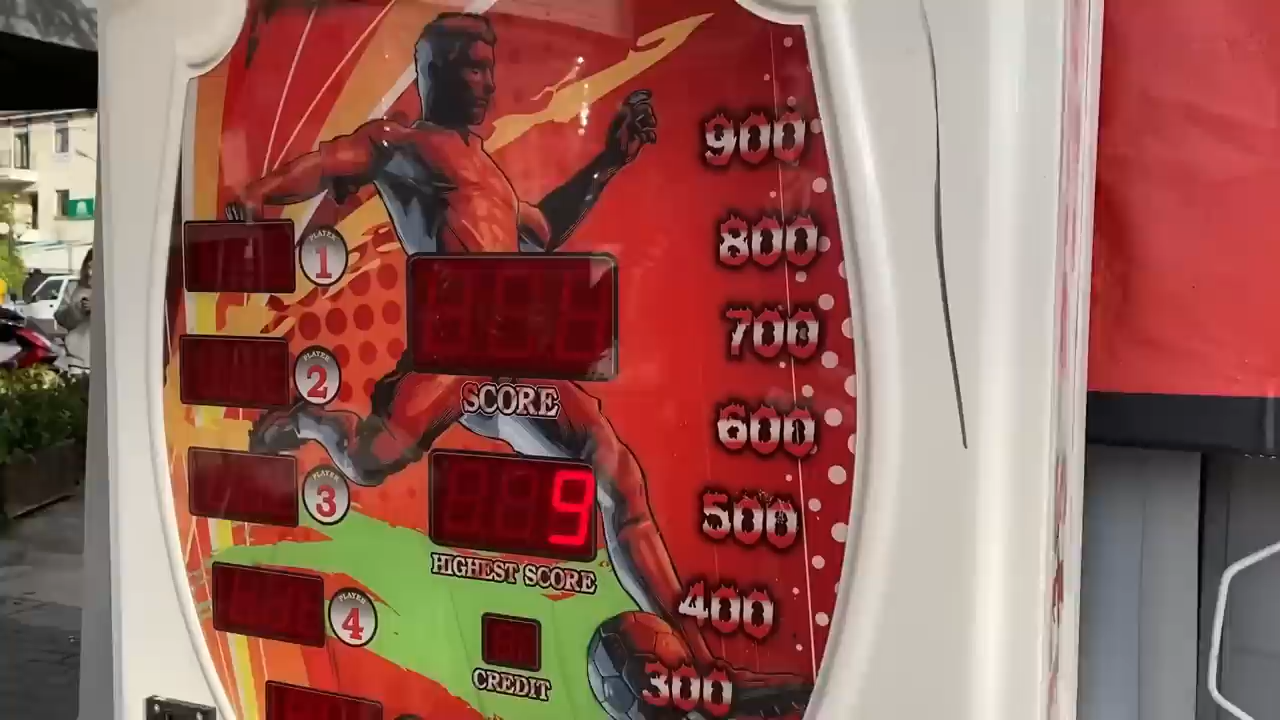 900
800
700
600
500
400
300
PLAYER
1
PLAYER
2
PLAYER
3
PLAYER
4
SCORE
9
HIGHEST SCORE
CREDIT